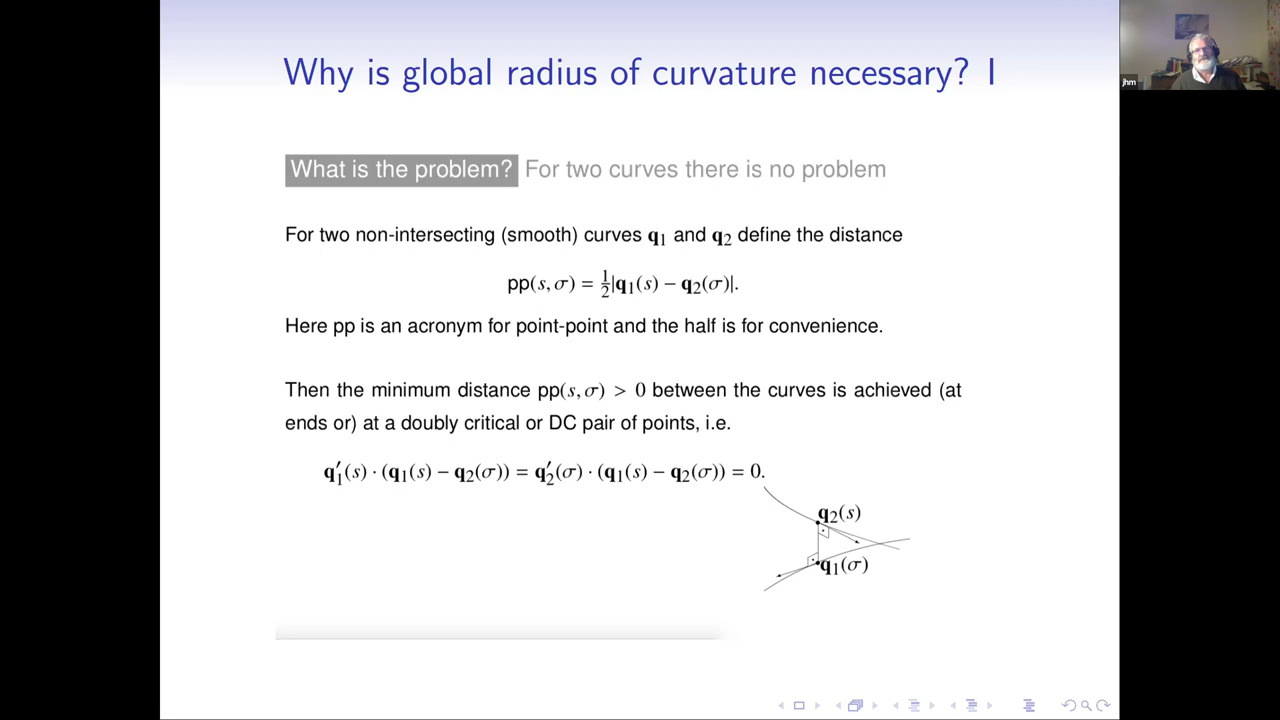 Why is global radius of curvature necessary? I
jhm
What is the problem? For two curves there is no problem
For two non-intersecting (smooth) curves q₁ and q₂ define the distance
pp(s, σ) = ½|q₁(s) − q₂(σ)|.
Here pp is an acronym for point-point and the half is for convenience.
Then the minimum distance pp(s, σ) > 0 between the curves is achieved (at
ends or) at a doubly critical or DC pair of points, i.e.
q₁′(s) · (q₁(s) − q₂(σ)) = q₂′(σ) · (q₁(s) − q₂(σ)) = 0.
q₂(s)
q₁(σ)